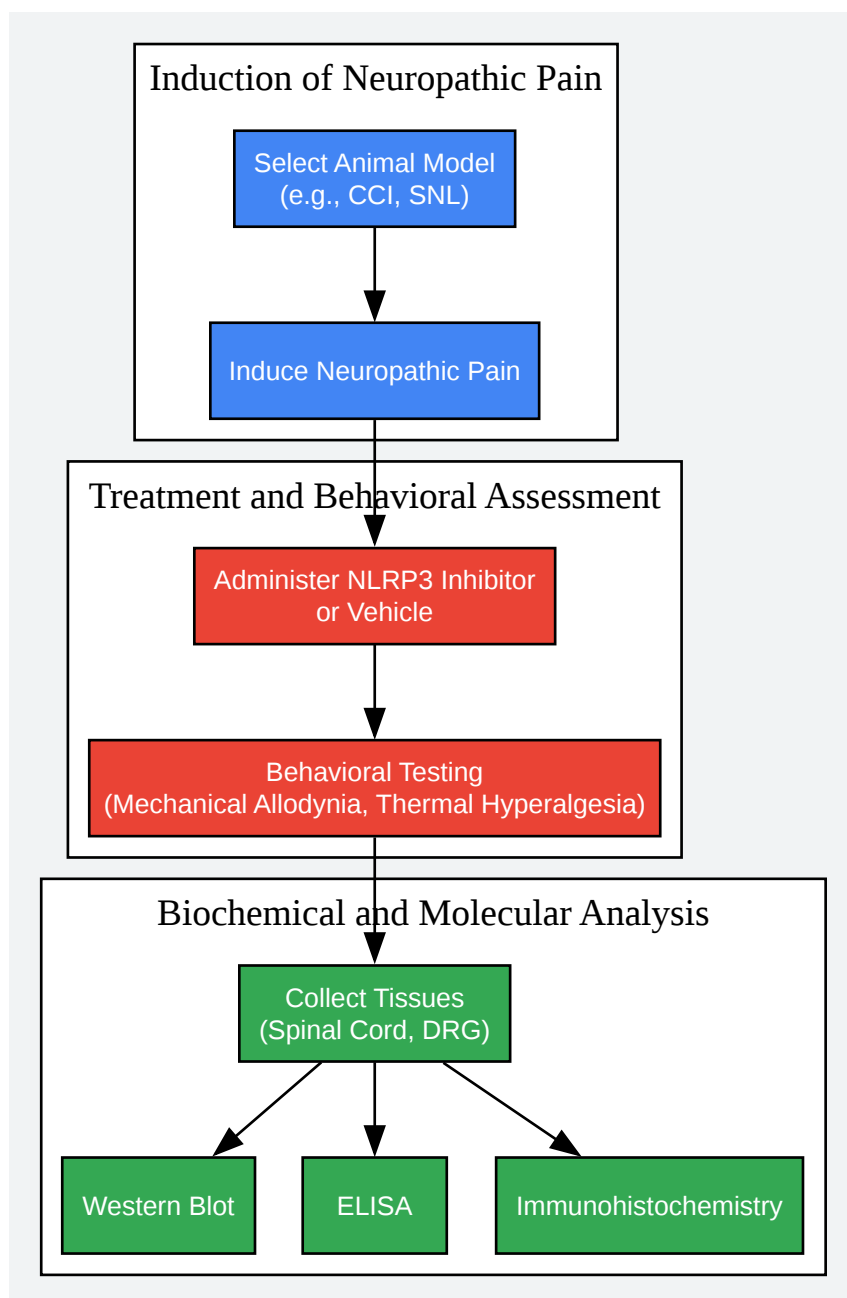 Induction of Neuropathic Pain
Select Animal Model
(e.g., CCI, SNL)
Induce Neuropathic Pain
Treatment and Behavioral Assessment
Administer NLRP3 Inhibitor
or Vehicle
Behavioral Testing
(Mechanical Allodynia, Thermal Hyperalgesia)
Biochemical and Molecular Analysis
Collect Tissues
(Spinal Cord, DRG)
Western Blot
ELISA
Immunohistochemistry